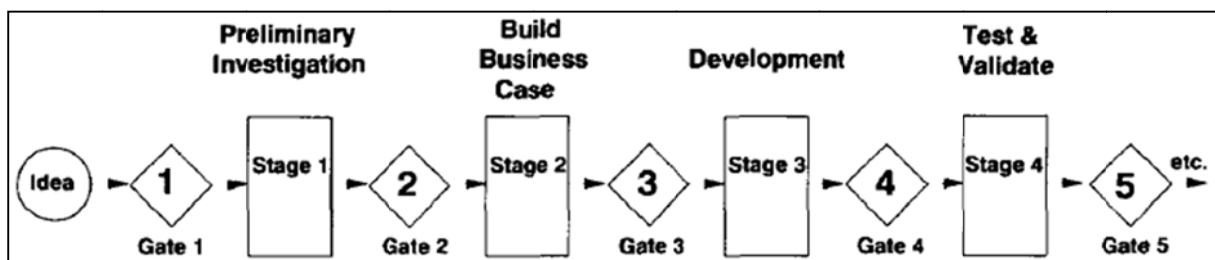 Preliminary
Investigation
Build
Business
Case
Development
Test &
Validate
Idea
1
Stage 1
2
Stage 2
3
Stage 3
4
Stage 4
5
etc.
Gate 1
Gate 2
Gate 3
Gate 4
Gate 5